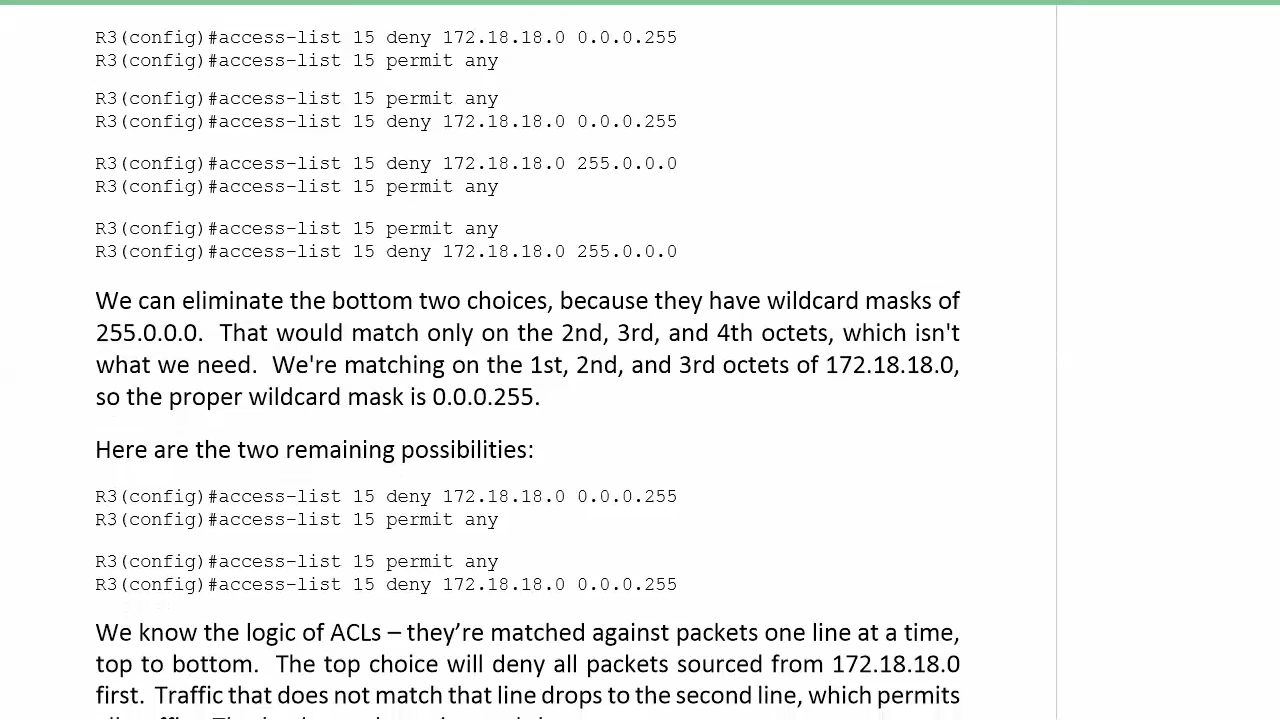 R3(config)#access-list 15 deny 172.18.18.0 0.0.0.255
R3(config)#access-list 15 permit any
R3(config)#access-list 15 permit any
R3(config)#access-list 15 deny 172.18.18.0 0.0.0.255
R3(config)#access-list 15 deny 172.18.18.0 255.0.0.0
R3(config)#access-list 15 permit any
R3(config)#access-list 15 permit any
R3(config)#access-list 15 deny 172.18.18.0 255.0.0.0
We can eliminate the bottom two choices, because they have wildcard masks of
255.0.0.0.  That would match only on the 2nd, 3rd, and 4th octets, which isn't
what we need.  We're matching on the 1st, 2nd, and 3rd octets of 172.18.18.0,
so the proper wildcard mask is 0.0.0.255.
Here are the two remaining possibilities:
R3(config)#access-list 15 deny 172.18.18.0 0.0.0.255
R3(config)#access-list 15 permit any
R3(config)#access-list 15 permit any
R3(config)#access-list 15 deny 172.18.18.0 0.0.0.255
We know the logic of ACLs – they’re matched against packets one line at a time,
top to bottom.  The top choice will deny all packets sourced from 172.18.18.0
first.  Traffic that does not match that line drops to the second line, which permits